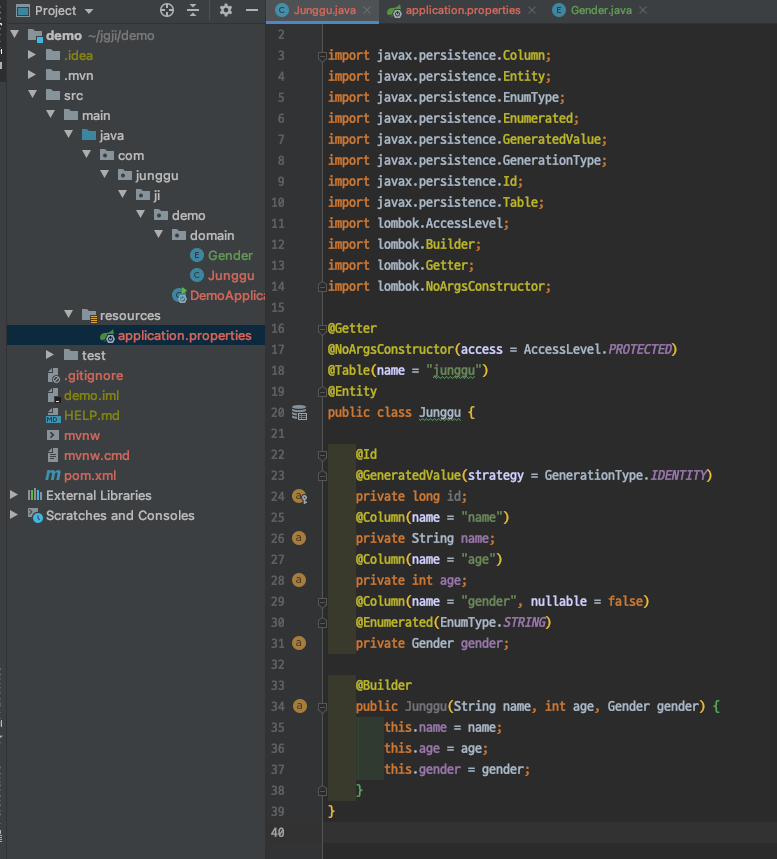 Project
demo ~/jgji/demo
.idea
.mvn
src
main
java
com
junggu
ji
demo
domain
Gender
Junggu
DemoApplica
resources
application.properties
test
.gitignore
demo.iml
HELP.md
mvnw
mvnw.cmd
pom.xml
External Libraries
Scratches and Consoles
Junggu.java
application.properties
Gender.java
2
3 import javax.persistence.Column;
4 import javax.persistence.Entity;
5 import javax.persistence.EnumType;
6 import javax.persistence.Enumerated;
7 import javax.persistence.GeneratedValue;
8 import javax.persistence.GenerationType;
9 import javax.persistence.Id;
10 import javax.persistence.Table;
11 import lombok.AccessLevel;
12 import lombok.Builder;
13 import lombok.Getter;
14 import lombok.NoArgsConstructor;
15
16 @Getter
17 @NoArgsConstructor(access = AccessLevel.PROTECTED)
18 @Table(name = "junggu")
19 @Entity
20 public class Junggu {
21
22 @Id
23 @GeneratedValue(strategy = GenerationType.IDENTITY)
24 private long id;
25 @Column(name = "name")
26 private String name;
27 @Column(name = "age")
28 private int age;
29 @Column(name = "gender", nullable = false)
30 @Enumerated(EnumType.STRING)
31 private Gender gender;
32
33 @Builder
34 public Junggu(String name, int age, Gender gender) {
35 this.name = name;
36 this.age = age;
37 this.gender = gender;
38 }
39 }
40